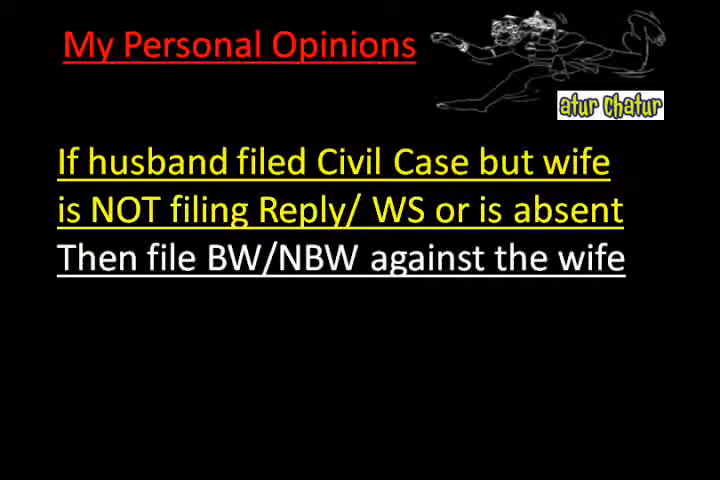 My Personal Opinions
atur Chatur
If husband filed Civil Case but wife
is NOT filing Reply/ WS or is absent
Then file BW/NBW against the wife